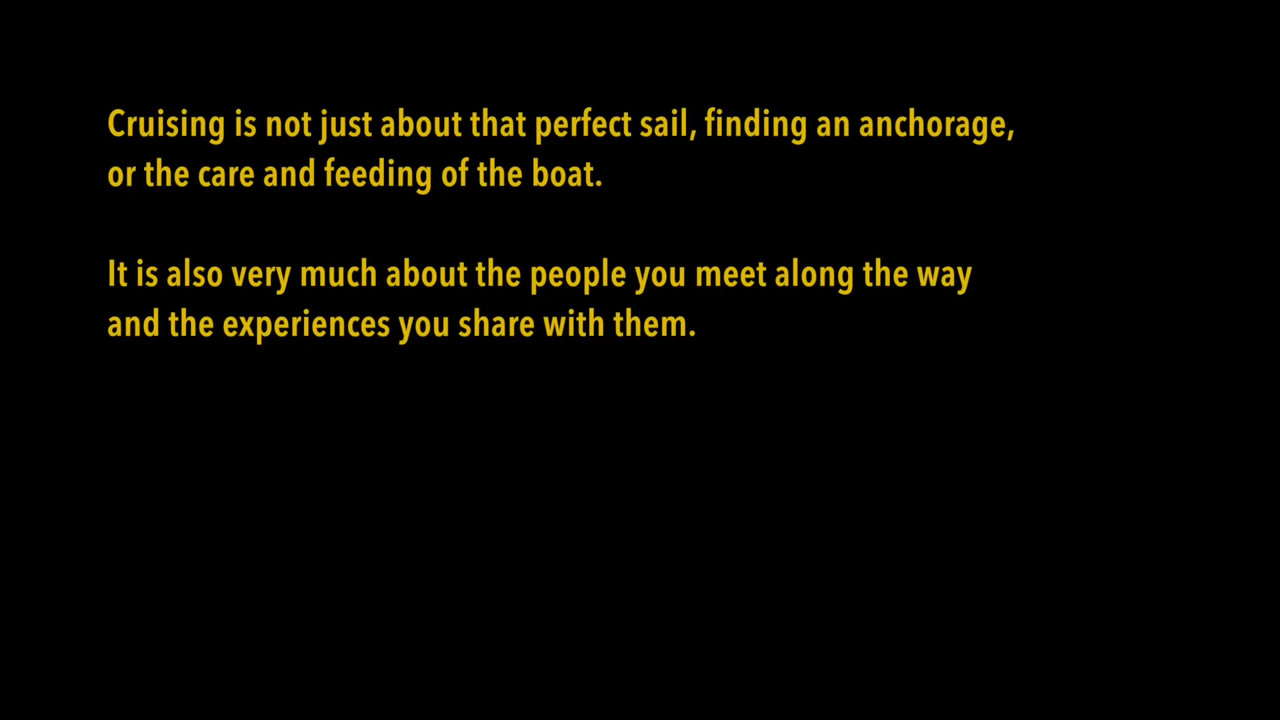 Cruising is not just about that perfect sail, finding an anchorage,
or the care and feeding of the boat.
It is also very much about the people you meet along the way
and the experiences you share with them.